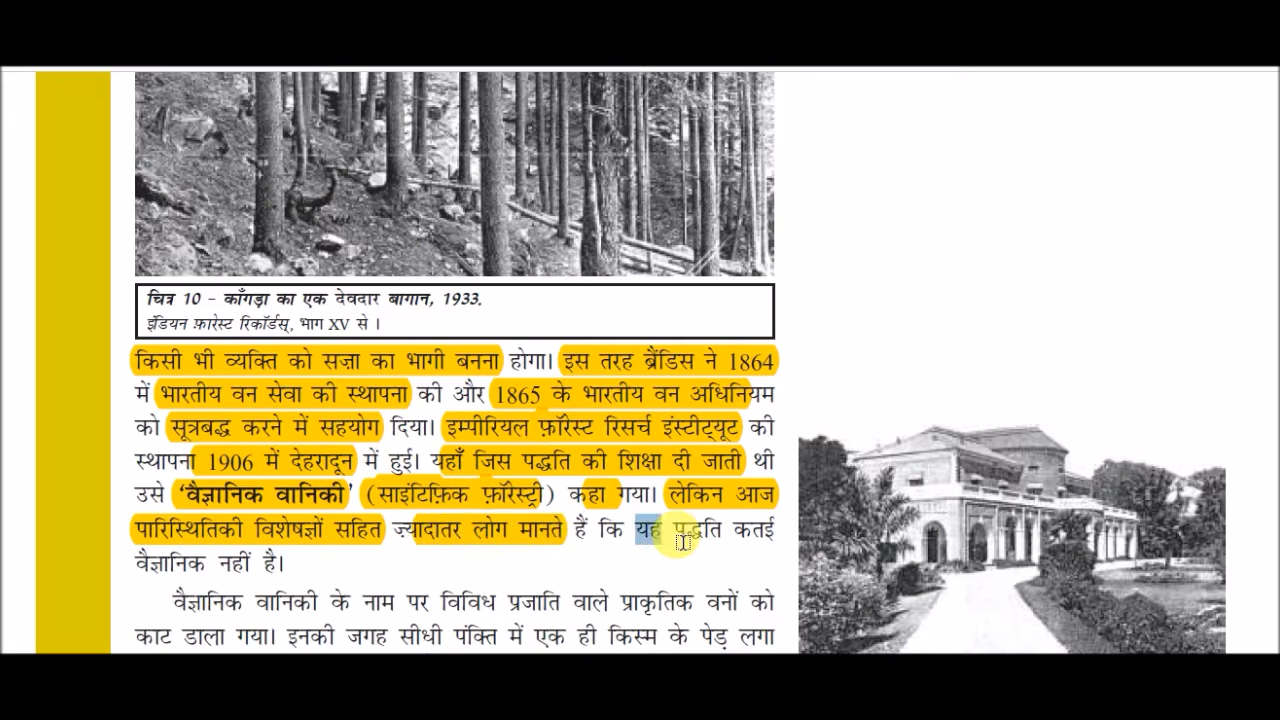 चित्र 10 - काँगड़ा का एक देवदार बागान, 1933.
इंडियन फ़ारेस्ट रिकॉर्डस्, भाग XV से ।
किसी भी व्यक्ति को सज़ा का भागी बनना होगा। इस तरह ब्रैंडिस ने 1864
में भारतीय वन सेवा की स्थापना की और 1865 के भारतीय वन अधिनियम
को सूत्रबद्ध करने में सहयोग दिया। इम्पीरियल फ़ॉरेस्ट रिसर्च इंस्टीट्यूट की
स्थापना 1906 में देहरादून में हुई। यहाँ जिस पद्धति की शिक्षा दी जाती थी
उसे ‘वैज्ञानिक वानिकी’ (साइंटिफ़िक फ़ॉरेस्ट्री) कहा गया। लेकिन आज
पारिस्थितिकी विशेषज्ञों सहित ज़्यादातर लोग मानते हैं कि यह पद्धति कतई
वैज्ञानिक नहीं है।
वैज्ञानिक वानिकी के नाम पर विविध प्रजाति वाले प्राकृतिक वनों को
काट डाला गया। इनकी जगह सीधी पंक्ति में एक ही किस्म के पेड़ लगा